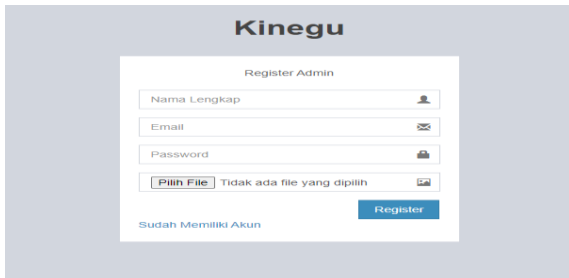 Kinegu
Register Admin
Nama Lengkap
Email
Password
Pilih File Tidak ada file yang dipilih
Register
Sudah Memiliki Akun